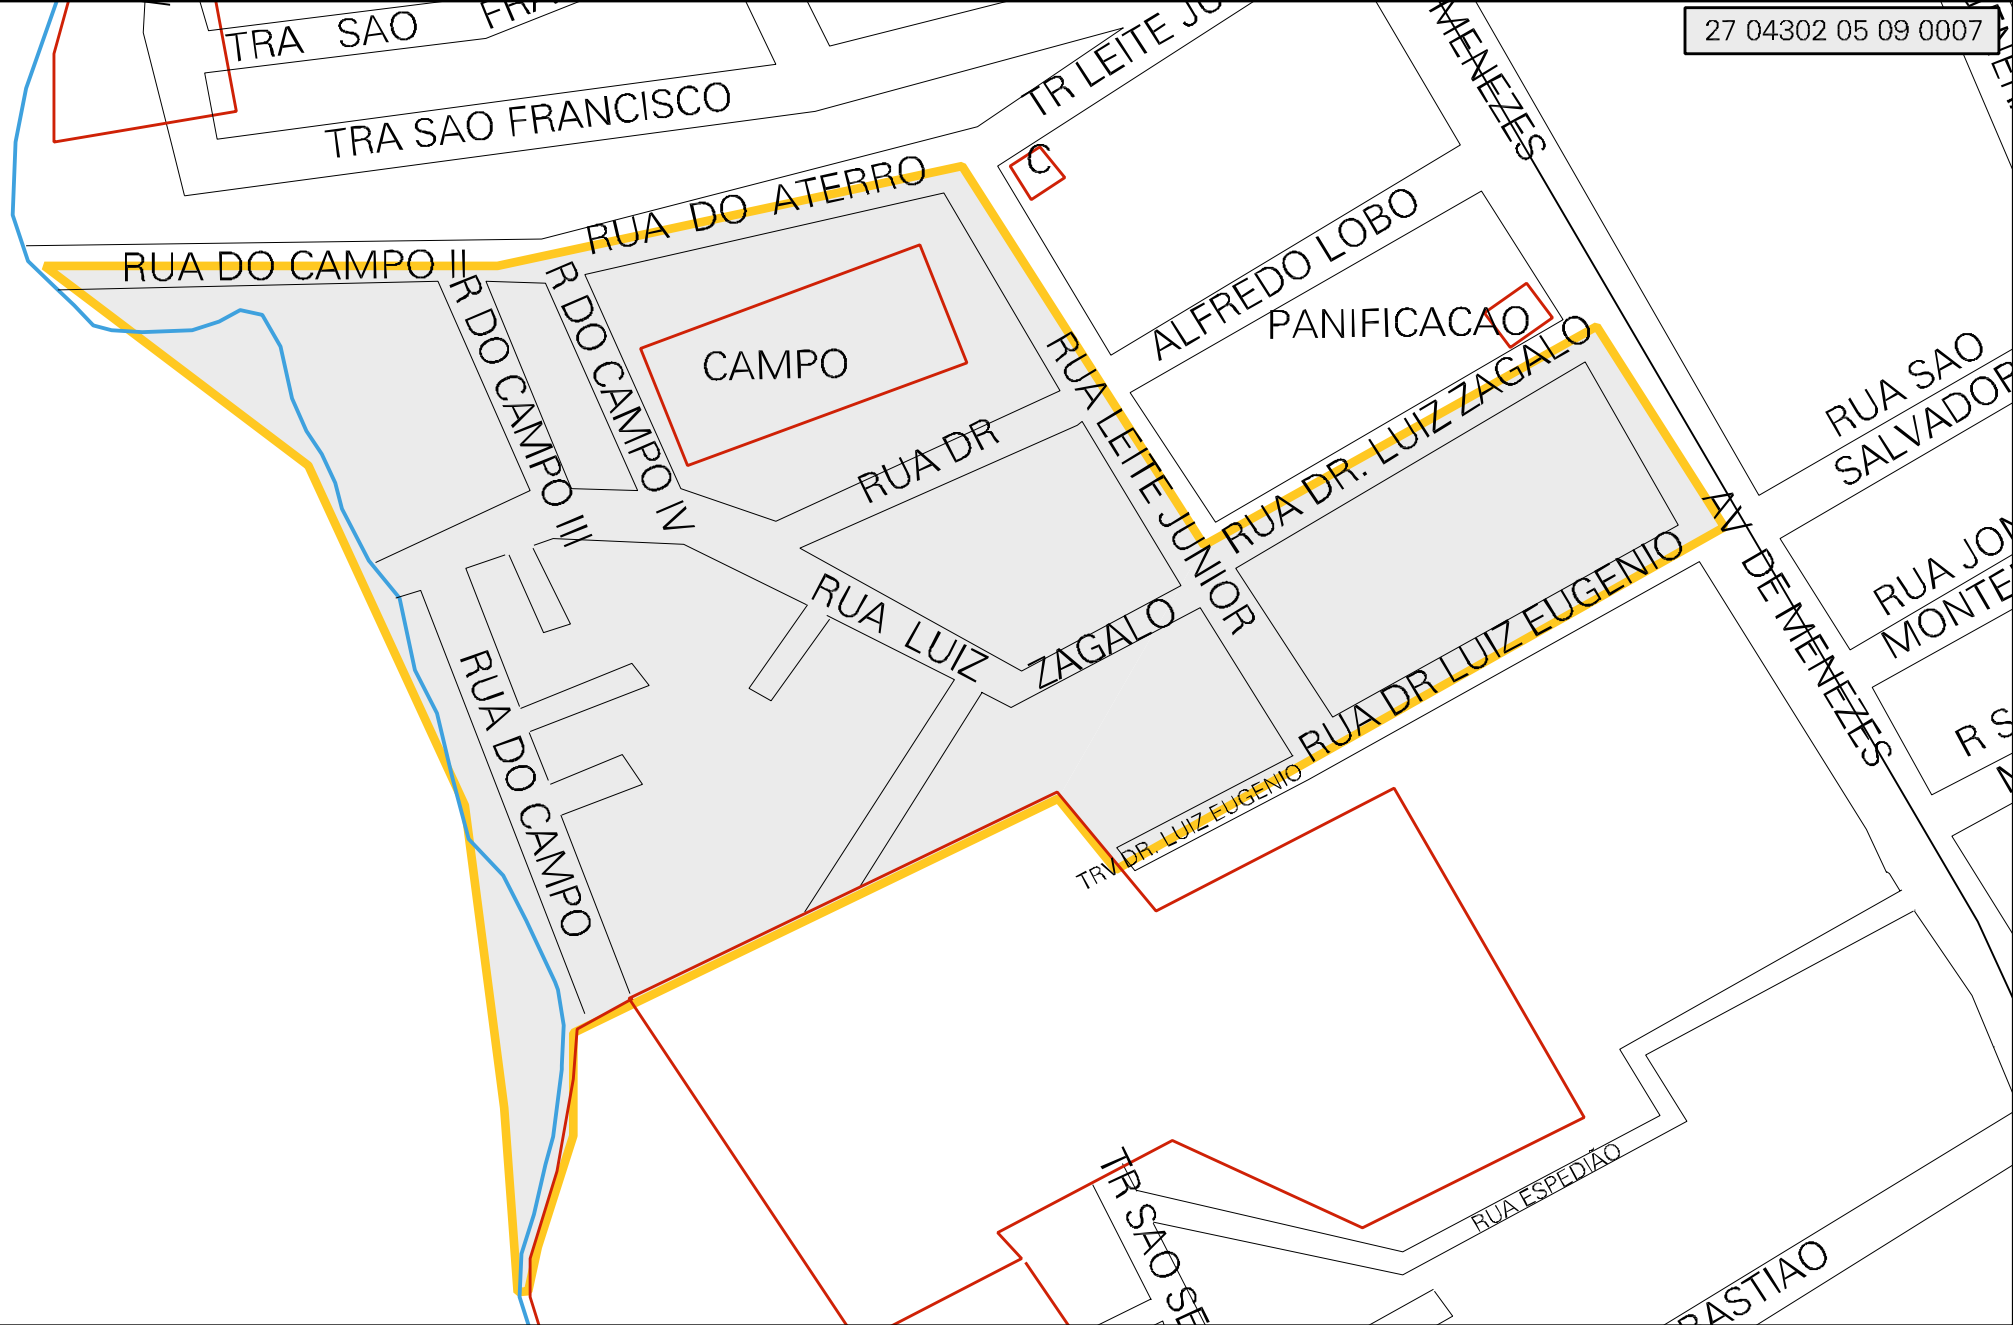 TRA SAO
27 04302 05 09 0007
TRA SAO FRANCISCO
TR LEITE
MENEZES
C
RUA DO ATERRO
RUA DO CAMPO II
R DO CAMPO III
R DO CAMPO IV
CAMPO
ALFREDO LOBO
PANIFICACAO
RUA DR
RUA LEITE JUNIOR
RUA DR. LUIZ ZAGALO
RUA SAO
SALVADOR
AV DE MENEZES
RUA LUIZ
ZAGALO
RUA DR LUIZ EUGENIO
TRV DR. LUIZ EUGENIO
RUA DO CAMPO
RUA
R S
RUA ESPEDIÃO
TR SAO SE
BASTIAO